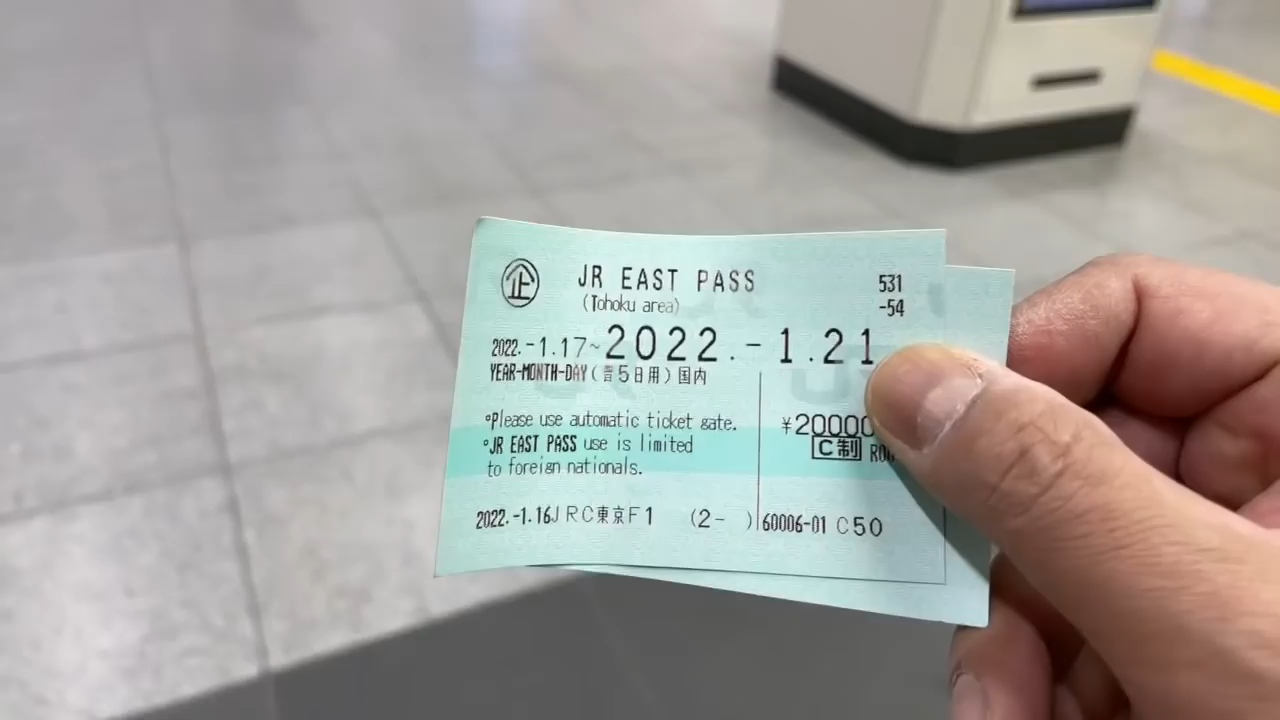 企 JR EAST PASS 531
(Tohoku area) -54
2022.-1.17~2022.-1.21
YEAR-MONTH-DAY(普5日用)国内
°Please use automatic ticket gate. ¥20000
°JR EAST PASS use is limited C制
to foreign nationals.
2022.-1.16JRC東京F1 (2- ) 60006-01 C50